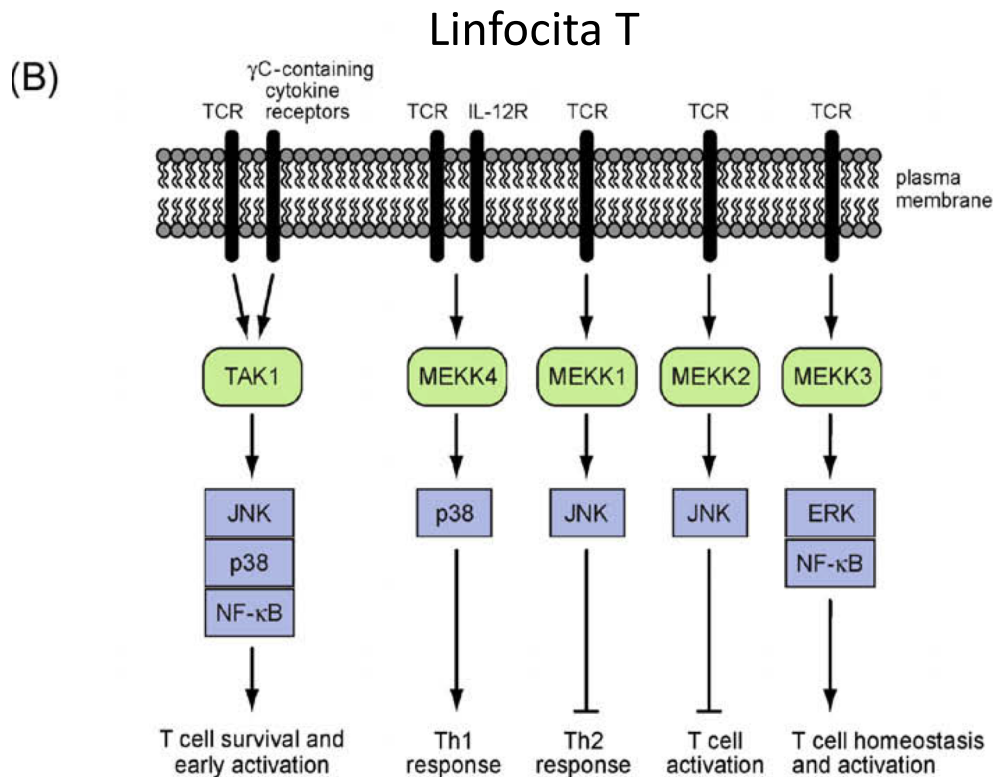 Linfocita T
(B)
γC-containing
cytokine
receptors
TCR
TCR
IL-12R
TCR
TCR
TCR
plasma
membrane
TAK1
MEKK4
MEKK1
MEKK2
MEKK3
JNK
p38
NF-κB
p38
JNK
JNK
ERK
NF-κB
T cell survival and
early activation
Th1
response
Th2
response
T cell
activation
T cell homeostasis
and activation